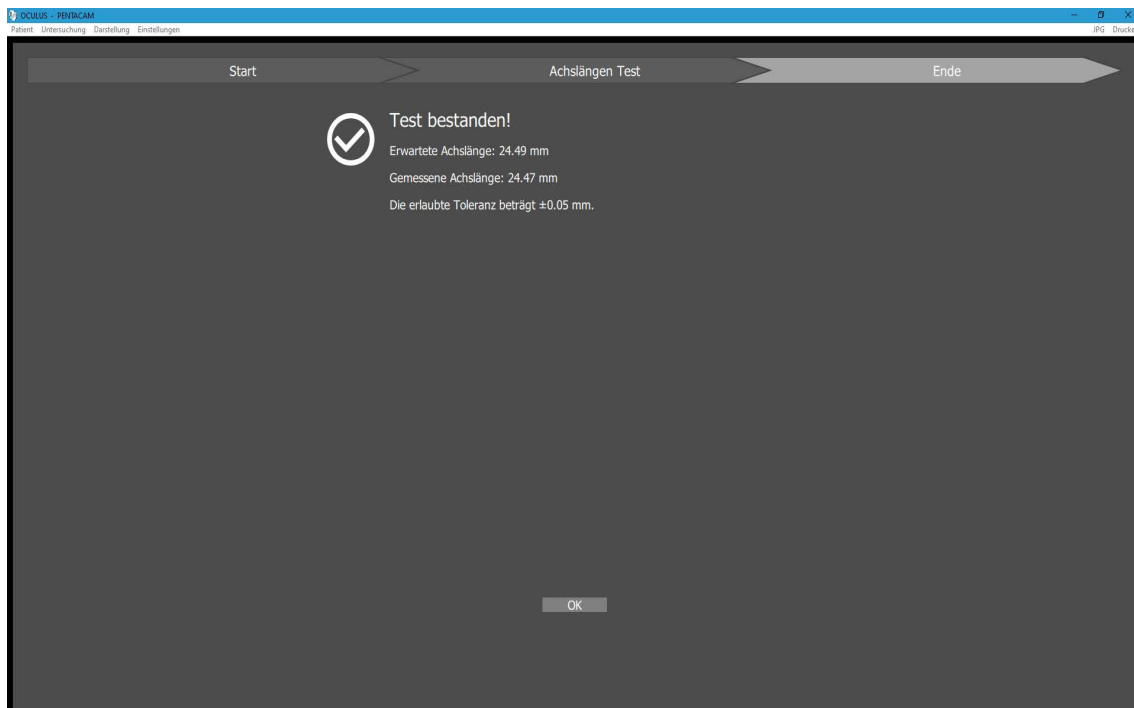 OCULUS - PENTACAM
Patient Untersuchung Darstellung Einstellungen JPG Drucke
Start Achslängen Test Ende
Test bestanden!
Erwartete Achslänge: 24.49 mm
Gemessene Achslänge: 24.47 mm
Die erlaubte Toleranz beträgt ±0.05 mm.
OK